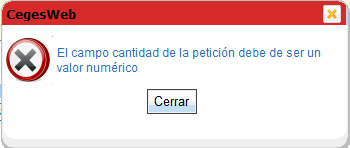 CegesWeb
El campo cantidad de la petición debe de ser un
valor numérico
Cerrar